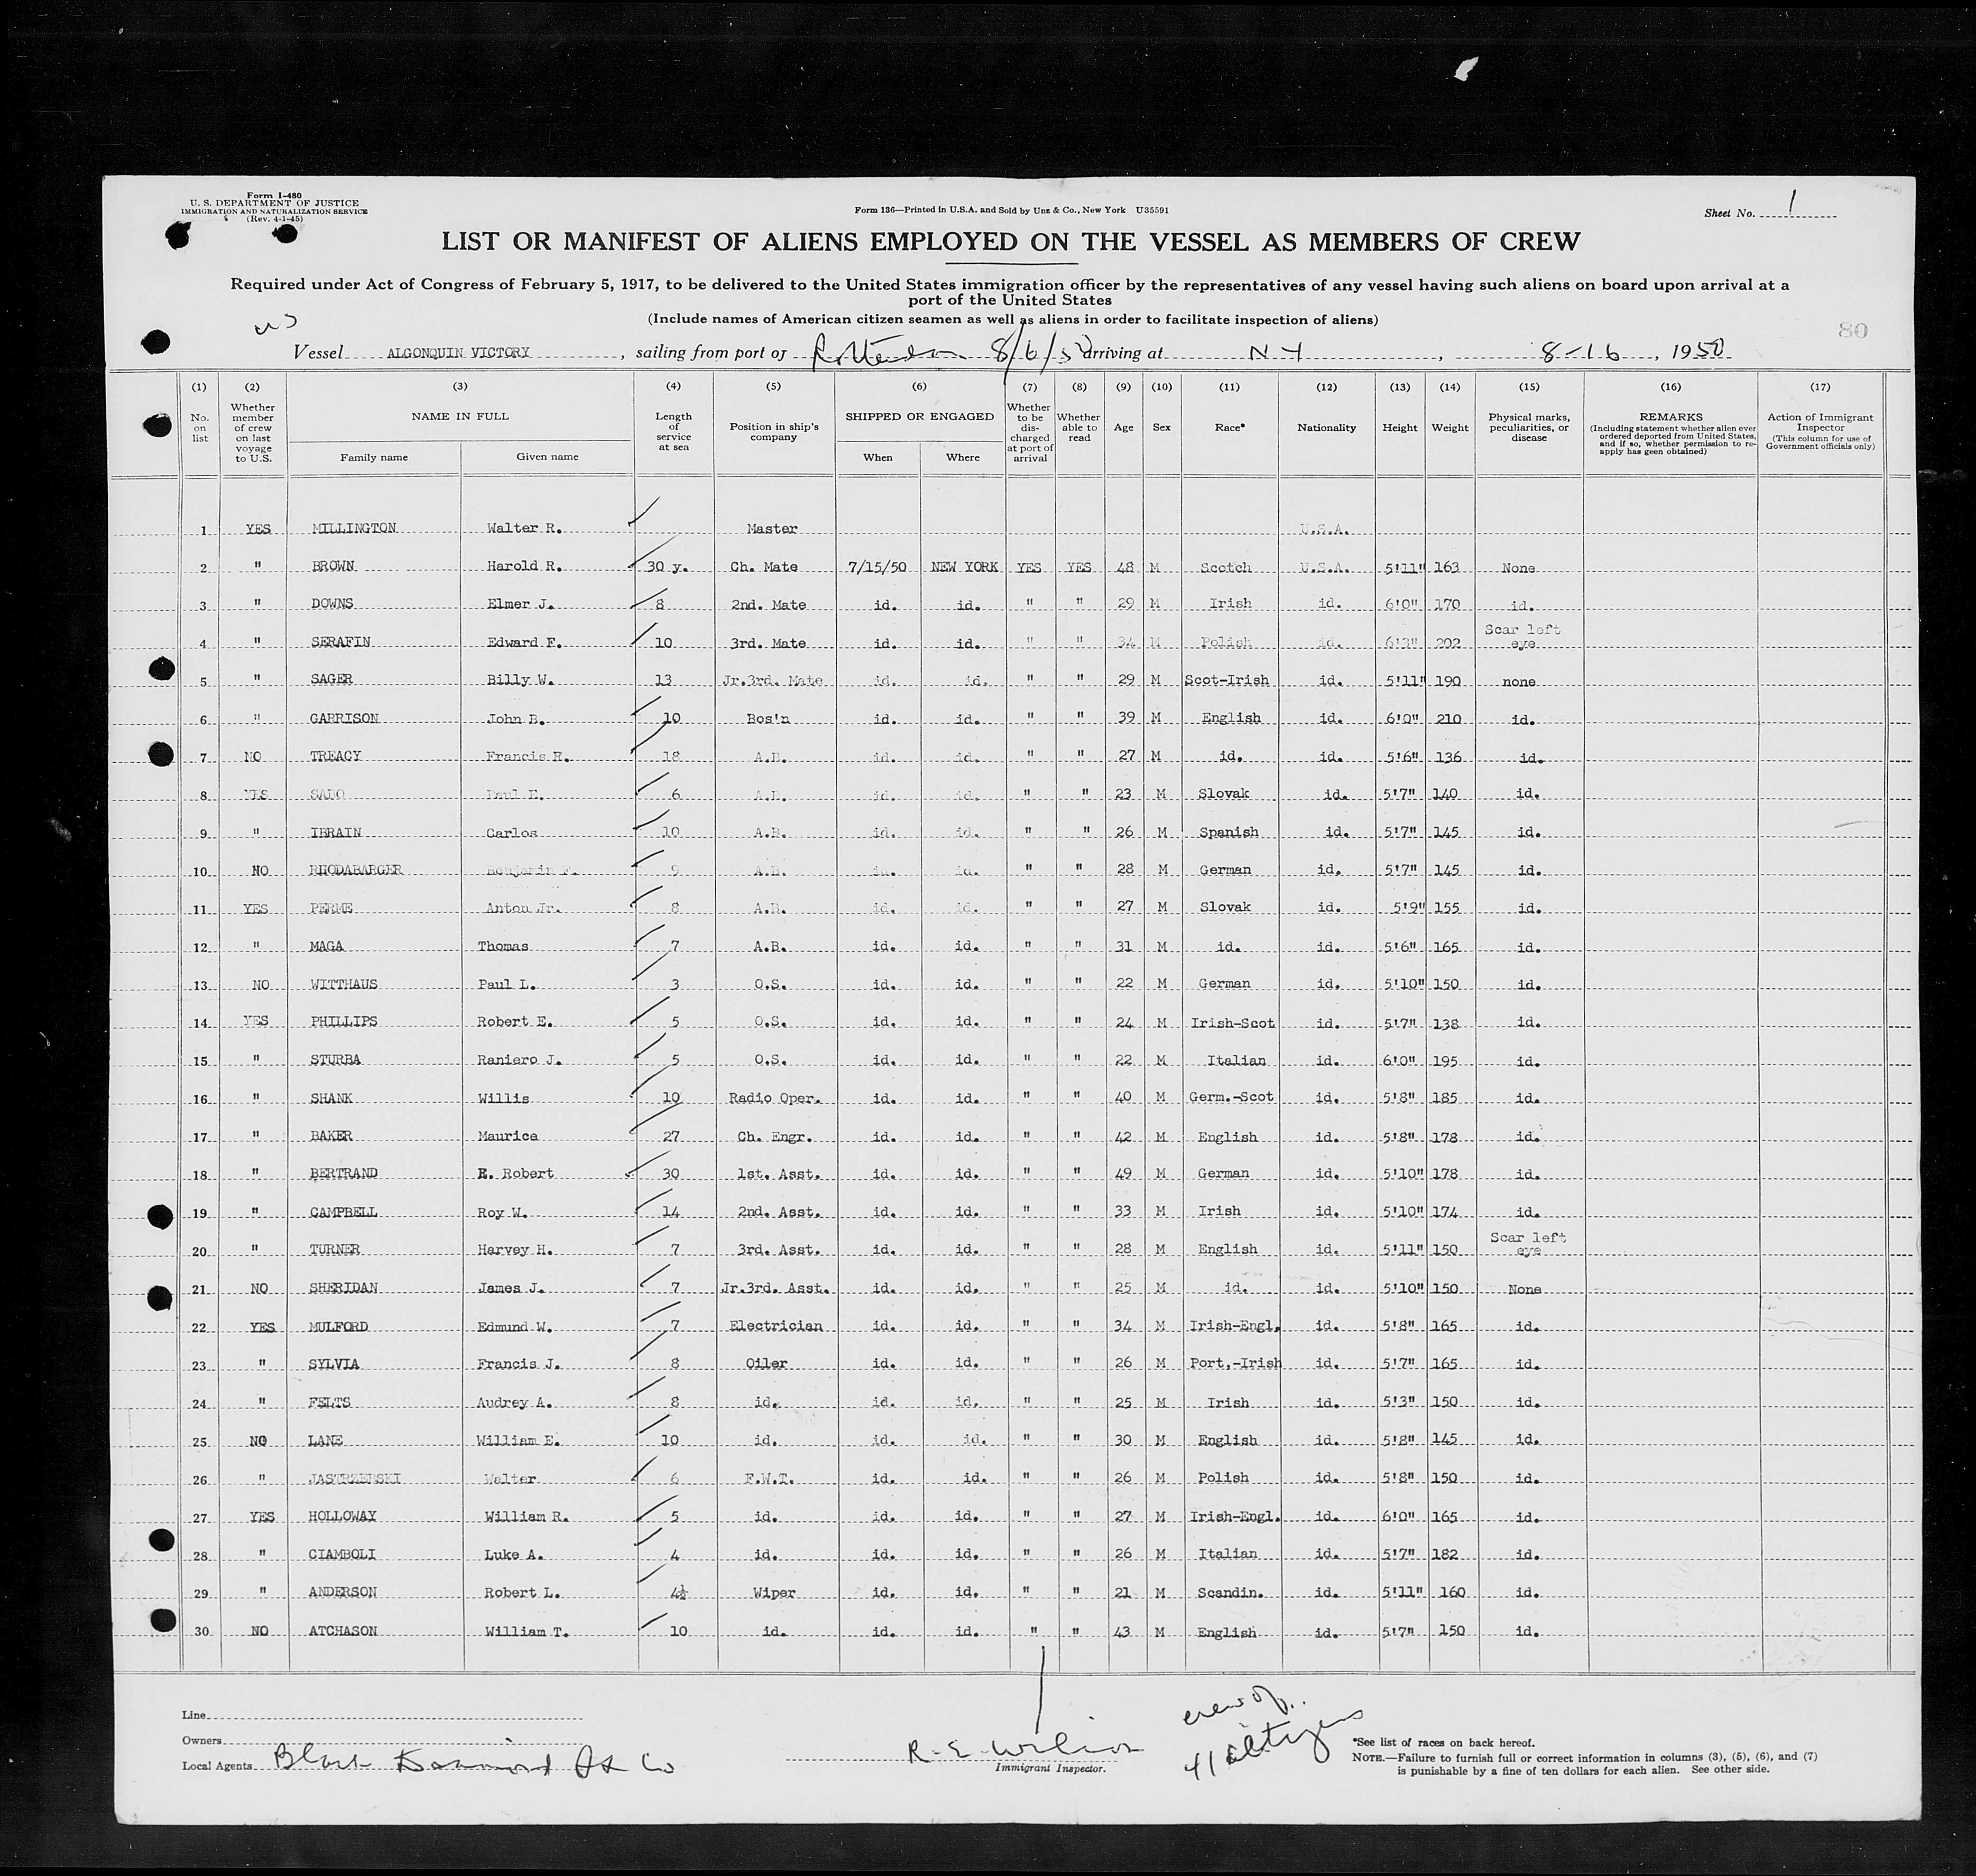 Form I-480
U. S. DEPARTMENT OF JUSTICE
IMMIGRATION AND NATURALIZATION SERVICE
(Rev. 4-1-45)
Form 136—Printed in U.S.A. and Sold by Unz & Co., New York U35591
Sheet No. 1
LIST OR MANIFEST OF ALIENS EMPLOYED ON THE VESSEL AS MEMBERS OF CREW
Required under Act of Congress of February 5, 1917, to be delivered to the United States immigration officer by the representatives of any vessel having such aliens on board upon arrival at a
port of the United States
(Include names of American citizen seamen as well as aliens in order to facilitate inspection of aliens)
80
Vessel ALGONQUIN VICTORY, sailing from port of Rotterdam 8/6/50 arriving at N Y, 8-16, 1950
(1) (2) (3) (4) (5) (6) (7) (8) (9) (10) (11) (12) (13) (14) (15) (16) (17)
No. on list Whether member of crew on last voyage to U.S. NAME IN FULL Family name Given name Length of service at sea Position in ship's company SHIPPED OR ENGAGED When Where Whether to be discharged at port of arrival Whether able to read Age Sex Race* Nationality Height Weight Physical marks, peculiarities, or disease REMARKS (Including statement whether alien ever ordered deported from United States, and if so, whether permission to reapply has geen obtained) Action of Immigrant Inspector (This column for use of Government officials only)
1 YES MILLINGTON Walter R. Master U.S.A.
2 " BROWN Harold R. 30 y. Ch. Mate 7/15/50 NEW YORK YES YES 48 M Scotch U.S.A. 5'11" 163 None
3 " DOWNS Elmer J. 8 2nd. Mate id. id. " " 29 M Irish id. 6'0" 170 id.
4 " SERAFIN Edward F. 10 3rd. Mate id. id. " " 34 M Polish id. 6'3" 202 Scar left eye
5 " SAGER Billy W. 13 Jr.3rd. Mate id. id. " " 29 M Scot-Irish id. 5'11" 190 none
6 " GARRISON John B. 10 Bos'n id. id. " " 39 M English id. 6'0" 210 id.
7 NO TREACY Francis R. 18 A.B. id. id. " " 27 M id. id. 5'6" 136 id.
8 YES SABO Paul E. 6 A.B. id. id. " " 23 M Slovak id. 5'7" 140 id.
9 " IBRAIN Carlos 10 A.B. id. id. " " 26 M Spanish id. 5'7" 145 id.
10 NO RHODABARGER Benjamin F. 9 A.B. id. id. " " 28 M German id. 5'7" 145 id.
11 YES PERME Anton Jr. 8 A.B. id. id. " " 27 M Slovak id. 5'9" 155 id.
12 " MAGA Thomas 7 A.B. id. id. " " 31 M id. id. 5'6" 165 id.
13 NO WITTHAUS Paul L. 3 O.S. id. id. " " 22 M German id. 5'10" 150 id.
14 YES PHILLIPS Robert E. 5 O.S. id. id. " " 24 M Irish-Scot id. 5'7" 138 id.
15 " STURBA Raniero J. 5 O.S. id. id. " " 22 M Italian id. 6'0" 195 id.
16 " SHANK Willis 10 Radio Oper. id. id. " " 40 M Germ.-Scot id. 5'8" 185 id.
17 " BAKER Maurice 27 Ch. Engr. id. id. " " 42 M English id. 5'8" 178 id.
18 " BERTRAND E. Robert 30 1st. Asst. id. id. " " 49 M German id. 5'10" 178 id.
19 " CAMPBELL Roy W. 14 2nd. Asst. id. id. " " 33 M Irish id. 5'10" 174 id.
20 " TURNER Harvey H. 7 3rd. Asst. id. id. " " 28 M English id. 5'11" 150 Scar left eye
21 NO SHERIDAN James J. 7 Jr.3rd. Asst. id. id. " " 25 M id. id. 5'10" 150 None
22 YES MULFORD Edmund W. 7 Electrician id. id. " " 34 M Irish-Engl. id. 5'8" 165 id.
23 " SYLVIA Francis J. 8 Oiler id. id. " " 26 M Port,-Irish id. 5'7" 165 id.
24 " FELTS Audrey A. 8 id. id. id. " " 25 M Irish id. 5'3" 150 id.
25 NO LANE William E. 10 id. id. id. " " 30 M English id. 5'8" 145 id.
26 " JASTRZEBSKI Walter 6 F.W.T. id. id. " " 26 M Polish id. 5'8" 150 id.
27 YES HOLLOWAY William R. 5 id. id. id. " " 27 M Irish-Engl. id. 6'0" 165 id.
28 " CIAMBOLI Luke A. 4 id. id. id. " " 26 M Italian id. 5'7" 182 id.
29 " ANDERSON Robert L. 4½ Wiper id. id. " " 21 M Scandin. id. 5'11" 160 id.
30 NO ATCHASON William T. 10 id. id. id. " " 43 M English id. 5'7" 150 id.
Line
Owners
Local Agents Black Diamond SS Co
R. E. Wilson
Immigrant Inspector.
crew of
41 citizens
*See list of races on back hereof.
NOTE.—Failure to furnish full or correct information in columns (3), (5), (6), and (7)
is punishable by a fine of ten dollars for each alien. See other side.